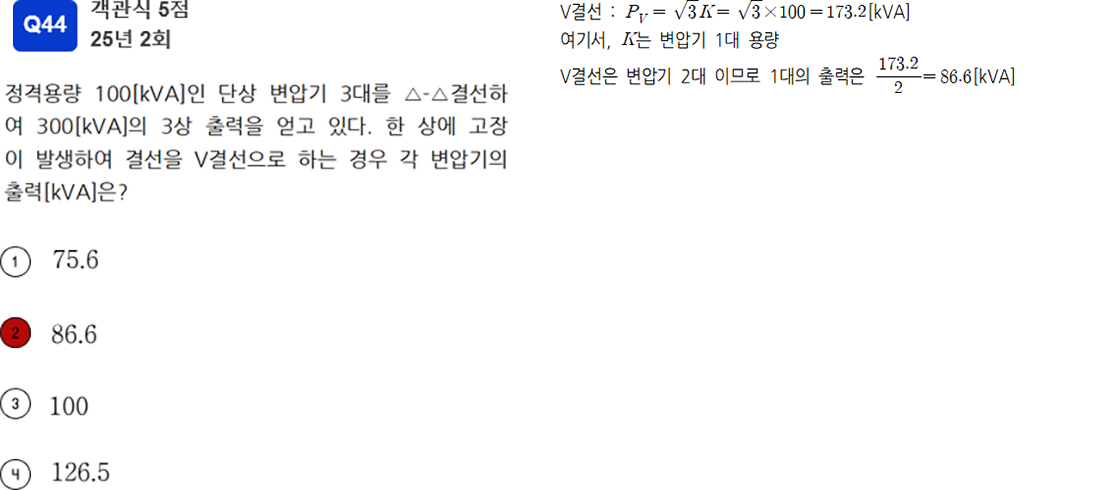 Q44
객관식 5점
25년 2회
정격용량 100[kVA]인 단상 변압기 3대를 △-△결선하
여 300[kVA]의 3상 출력을 얻고 있다. 한 상에 고장
이 발생하여 결선을 V결선으로 하는 경우 각 변압기의
출력[kVA]은?
① 75.6
② 86.6
③ 100
④ 126.5
V결선 : P_V = √3 K = √3 × 100 = 173.2[kVA]
여기서, K는 변압기 1대 용량
V결선은 변압기 2대 이므로 1대의 출력은 173.2/2 = 86.6[kVA]